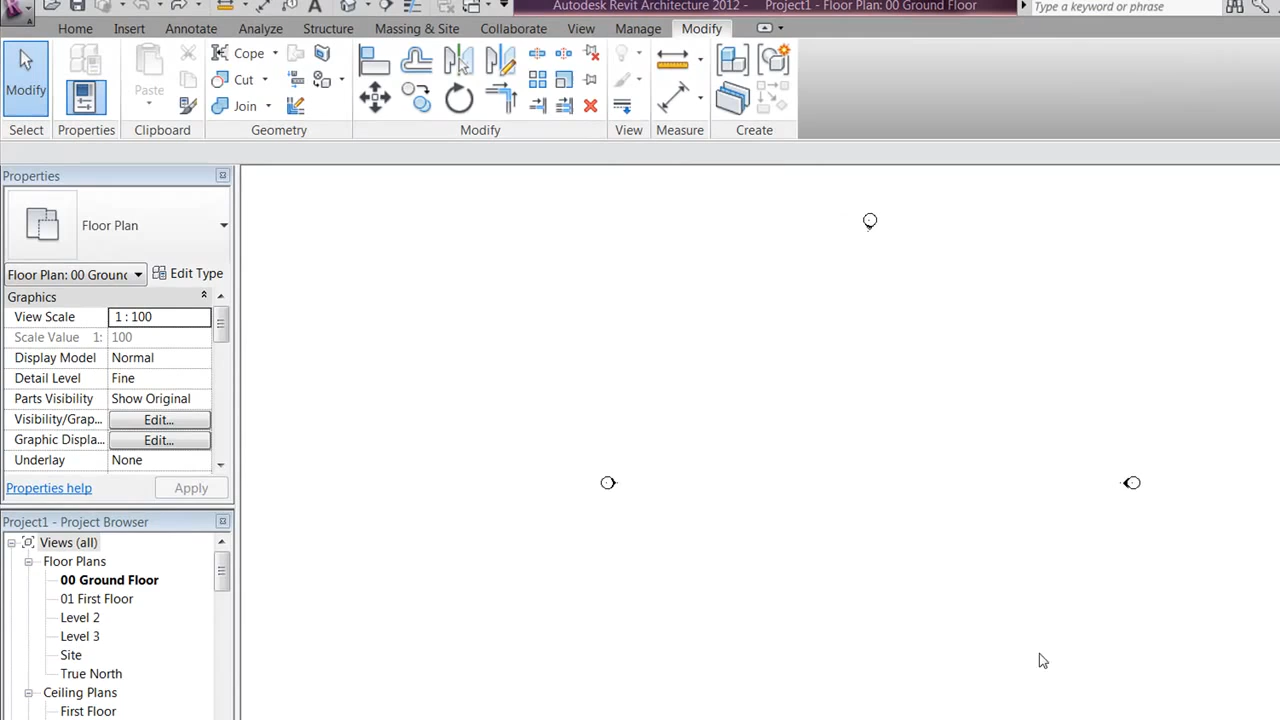 Autodesk Revit Architecture 2012 - Project1 - Floor Plan: 00 Ground Floor
Type a keyword or phrase
Home Insert Annotate Analyze Structure Massing & Site Collaborate View Manage Modify
Modify
Paste
Cope
Cut
Join
Select Properties Clipboard Geometry Modify View Measure Create
Properties
Floor Plan
Floor Plan: 00 Ground
Edit Type
Graphics
View Scale 1 : 100
Scale Value 1: 100
Display Model Normal
Detail Level Fine
Parts Visibility Show Original
Visibility/Grap... Edit...
Graphic Displa... Edit...
Underlay None
Properties help Apply
Project1 - Project Browser
Views (all)
Floor Plans
00 Ground Floor
01 First Floor
Level 2
Level 3
Site
True North
Ceiling Plans
First Floor